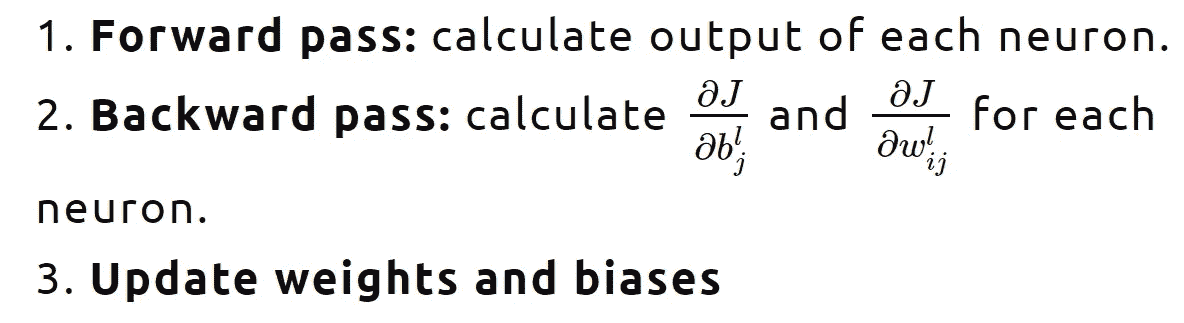 1. Forward pass: calculate output of each neuron.
2. Backward pass: calculate $\frac{\partial J}{\partial b_j^l}$ and $\frac{\partial J}{\partial w_{ij}^l}$ for each
neuron.
3. Update weights and biases